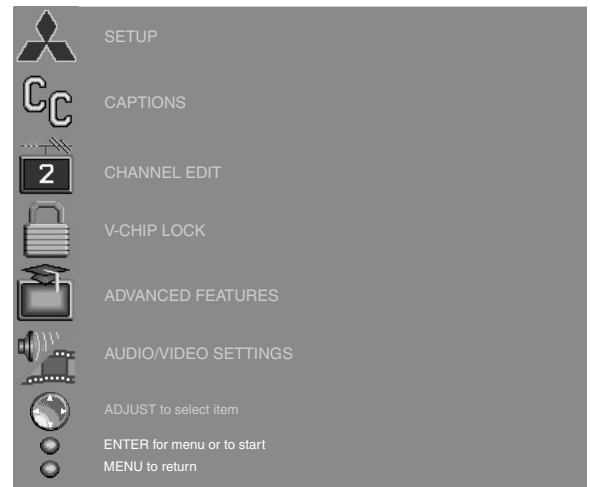 SETUP
CC
CAPTIONS
2
CHANNEL EDIT
V-CHIP LOCK
ADVANCED FEATURES
AUDIO/VIDEO SETTINGS
ADJUST to select item
ENTER for menu or to start
MENU to return